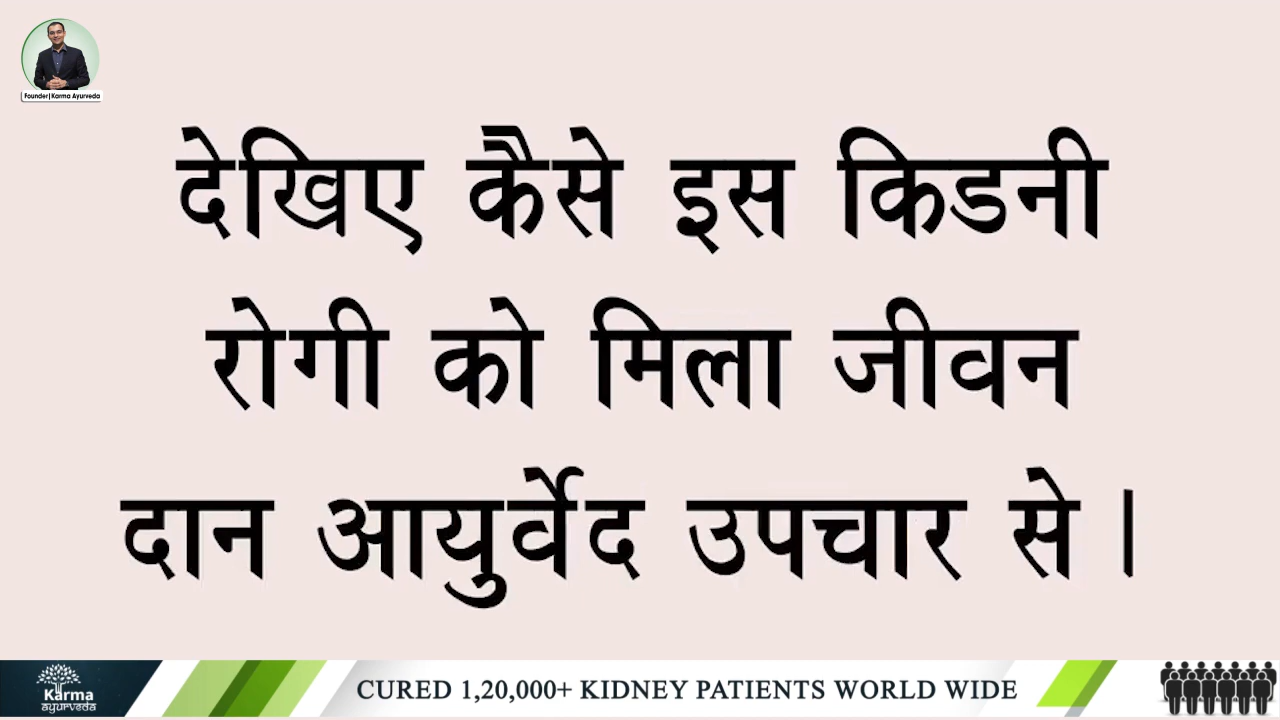 Founder|Karma Ayurveda
देखिए कैसे इस किडनी
रोगी को मिला जीवन
दान आयुर्वेद उपचार से।
Karma
ayurveda
CURED 1,20,000+ KIDNEY PATIENTS WORLD WIDE